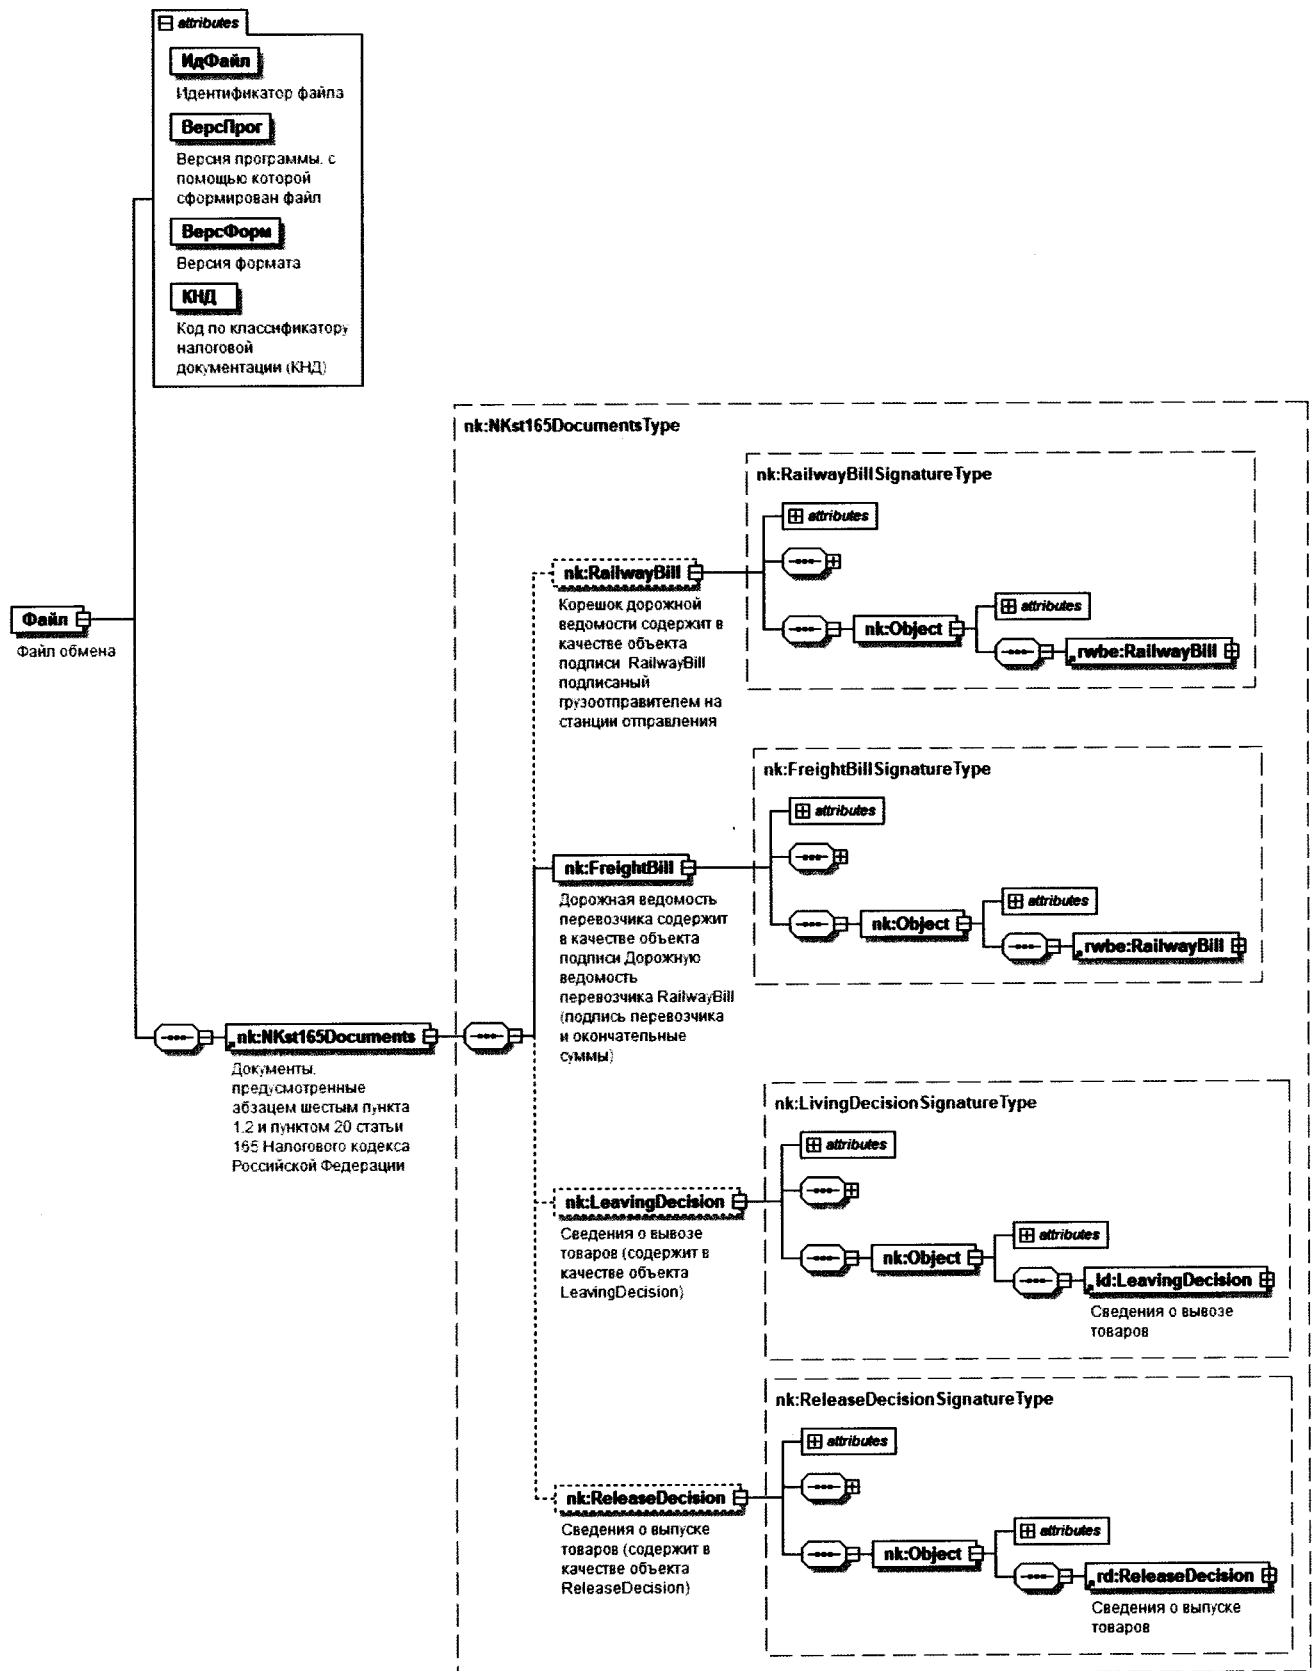 attributes
ИдФайл
Идентификатор файла
ВерсПрог
Версия программы, с
помощью которой
сформирован файл
ВерсФорм
Версия формата
КНД
Код по классификатору
налоговой
документации (КНД)
Файл
Файл обмена
nk:NKst165Documents
Документы,
предусмотренные
абзацем шестым пункта
1.2 и пунктом 20 статьи
165 Налогового кодекса
Российской Федерации
nk:NKst165DocumentsType
nk:RailwayBill
Корешок дорожной
ведомости содержит в
качестве объекта
подписи RailwayBill
подписаный
грузоотправителем на
станции отправления
nk:RailwayBillSignatureType
attributes
nk:Object
attributes
rwbe:RailwayBill
nk:FreightBill
Дорожная ведомость
перевозчика содержит
в качестве объекта
подписи Дорожную
ведомость
перевозчика RailwayBill
(подпись перевозчика
и окончательные
суммы)
nk:FreightBillSignatureType
attributes
nk:Object
attributes
rwbe:RailwayBill
nk:LeavingDecision
Сведения о вывозе
товаров (содержит в
качестве объекта
LeavingDecision)
nk:LivingDecisionSignatureType
attributes
nk:Object
attributes
ld:LeavingDecision
Сведения о вывозе
товаров
nk:ReleaseDecision
Сведения о выпуске
товаров (содержит в
качестве объекта
ReleaseDecision)
nk:ReleaseDecisionSignatureType
attributes
nk:Object
attributes
rd:ReleaseDecision
Сведения о выпуске
товаров